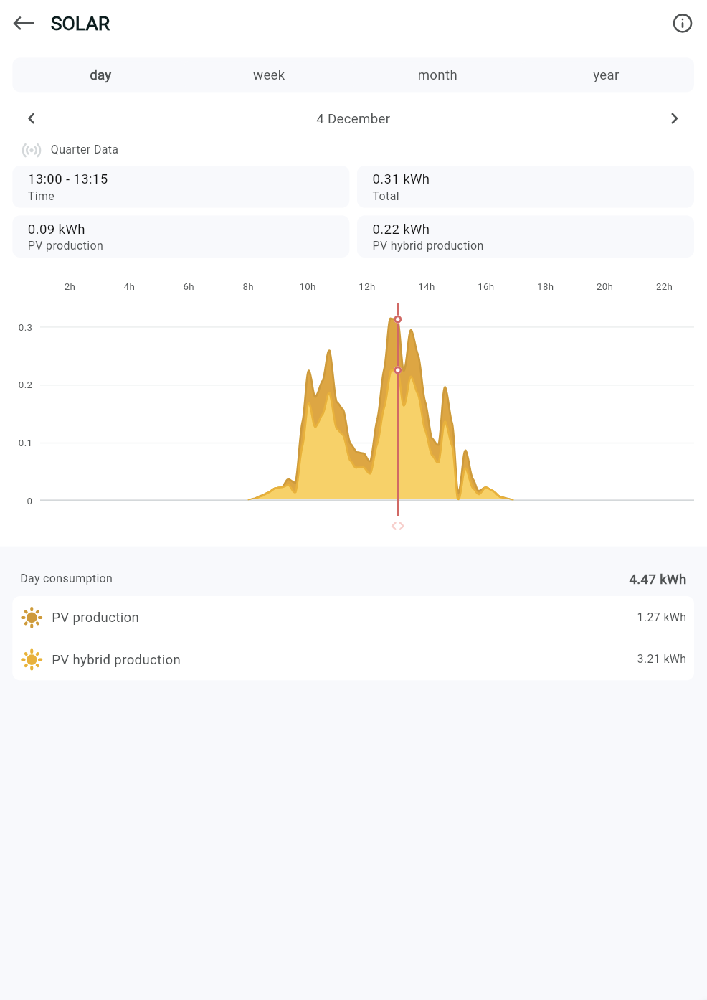 SOLAR
day week month year
4 December
Quarter Data
13:00 - 13:15
Time
0.31 kWh
Total
0.09 kWh
PV production
0.22 kWh
PV hybrid production
2h 4h 6h 8h 10h 12h 14h 16h 18h 20h 22h
0.3
0.2
0.1
0
Day consumption 4.47 kWh
PV production 1.27 kWh
PV hybrid production 3.21 kWh